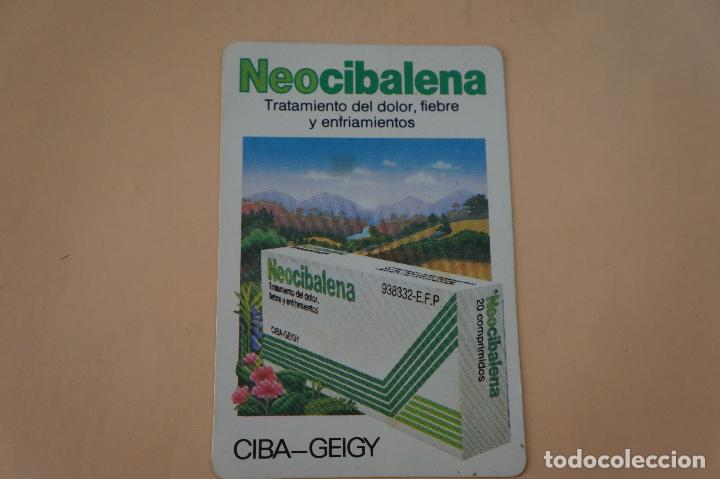 Neocibalena
Tratamiento del dolor, fiebre
y enfriamientos
Neocibalena
Tratamiento del dolor,
fiebre y enfriamientos
938332-E.F.P.
CIBA-GEIGY
Neocibalena
20 comprimidos
CIBA-GEIGY
todocoleccion